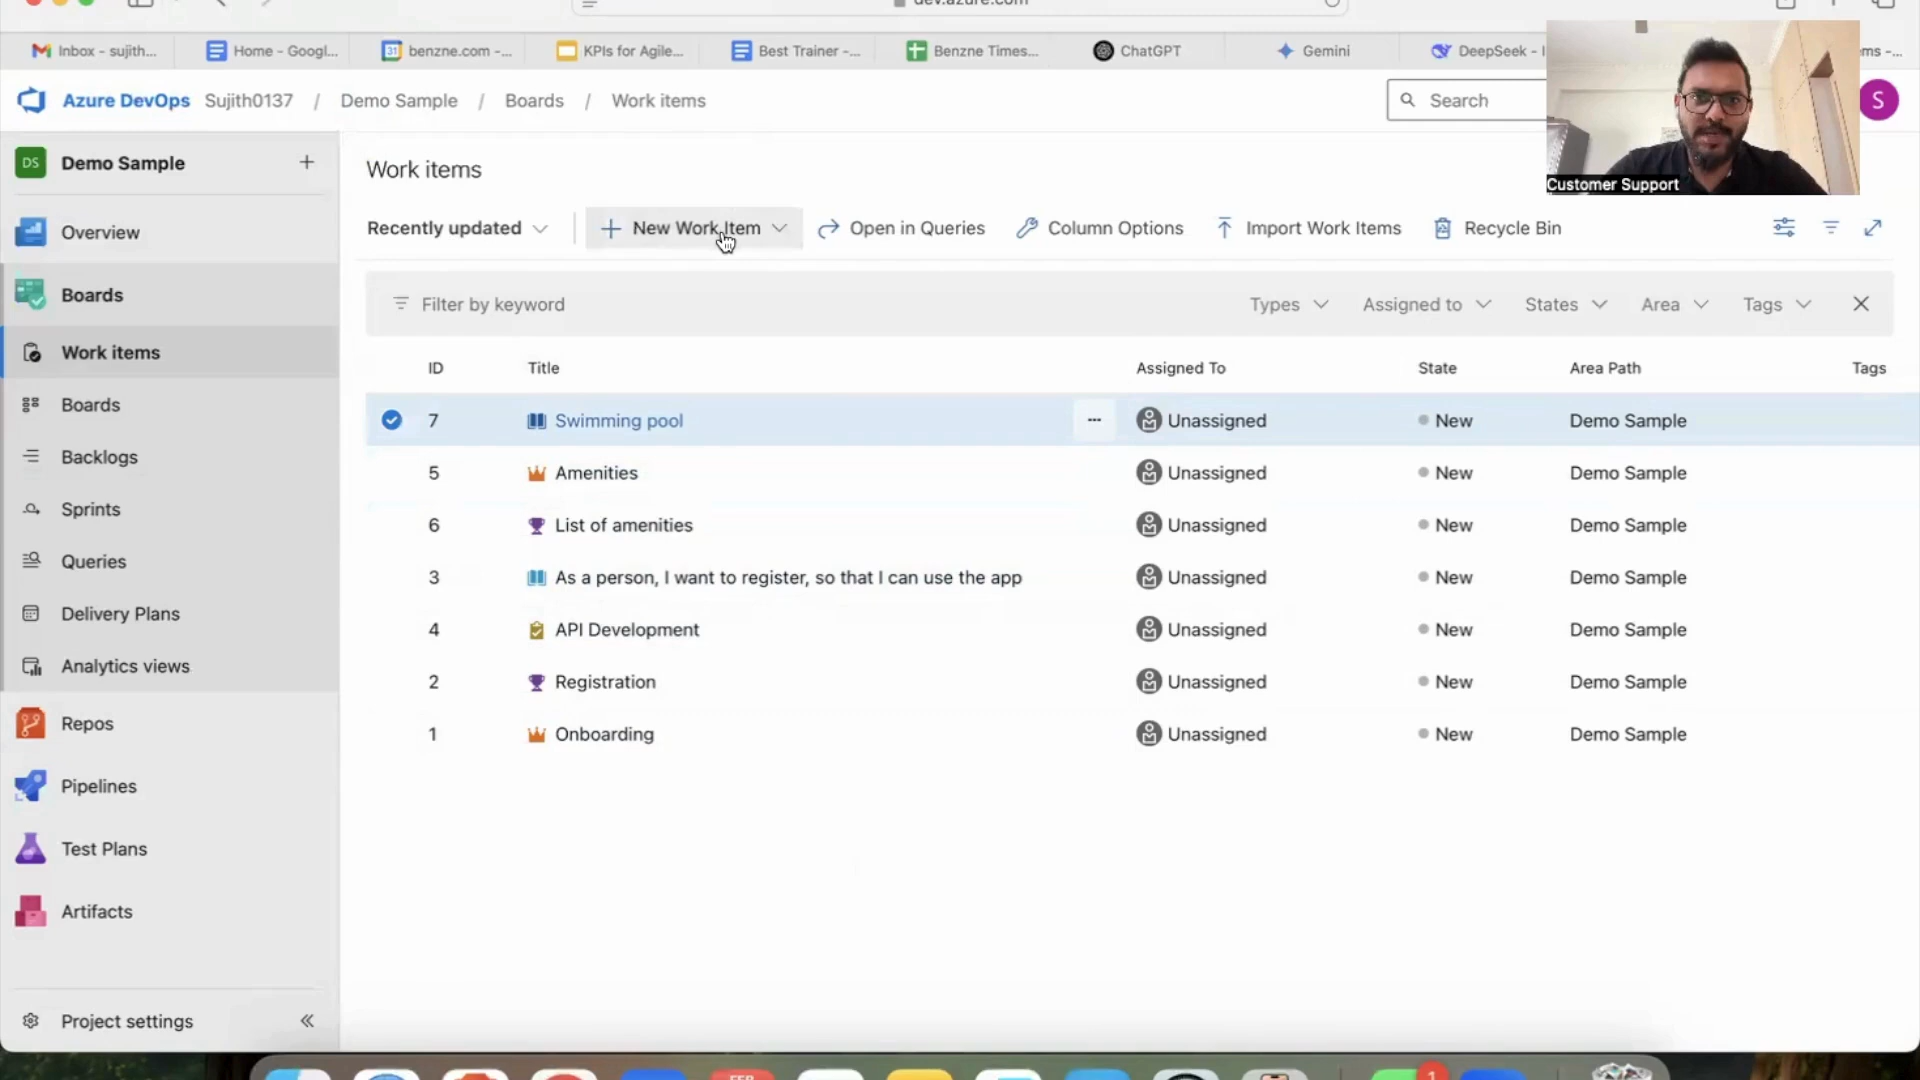 dev.azure.com
Inbox - sujith...
Home - Googl...
31 benzne.com -...
KPIs for Agile...
Best Trainer -...
Benzne Times...
ChatGPT
Gemini
DeepSeek - I
ms -...
Azure DevOps Sujith0137 / Demo Sample / Boards / Work items
Search
S
Customer Support
DS Demo Sample +
Overview
Boards
Work items
Boards
Backlogs
Sprints
Queries
Delivery Plans
Analytics views
Repos
Pipelines
Test Plans
Artifacts
Project settings
Work items
Recently updated
New Work Item
Open in Queries
Column Options
Import Work Items
Recycle Bin
Filter by keyword
Types
Assigned to
States
Area
Tags
ID Title Assigned To State Area Path Tags
7 Swimming pool ... Unassigned New Demo Sample
5 Amenities Unassigned New Demo Sample
6 List of amenities Unassigned New Demo Sample
3 As a person, I want to register, so that I can use the app Unassigned New Demo Sample
4 API Development Unassigned New Demo Sample
2 Registration Unassigned New Demo Sample
1 Onboarding Unassigned New Demo Sample
FEB
1